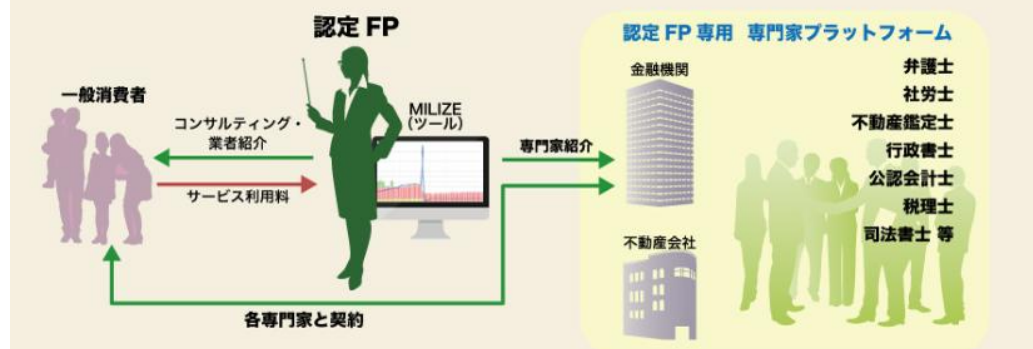 認定 FP
認定 FP 専用 専門家プラットフォーム
一般消費者
コンサルティング・
業者紹介
サービス利用料
MILIZE
(ツール)
専門家紹介
各専門家と契約
金融機関
不動産会社
弁護士
社労士
不動産鑑定士
行政書士
公認会計士
税理士
司法書士 等